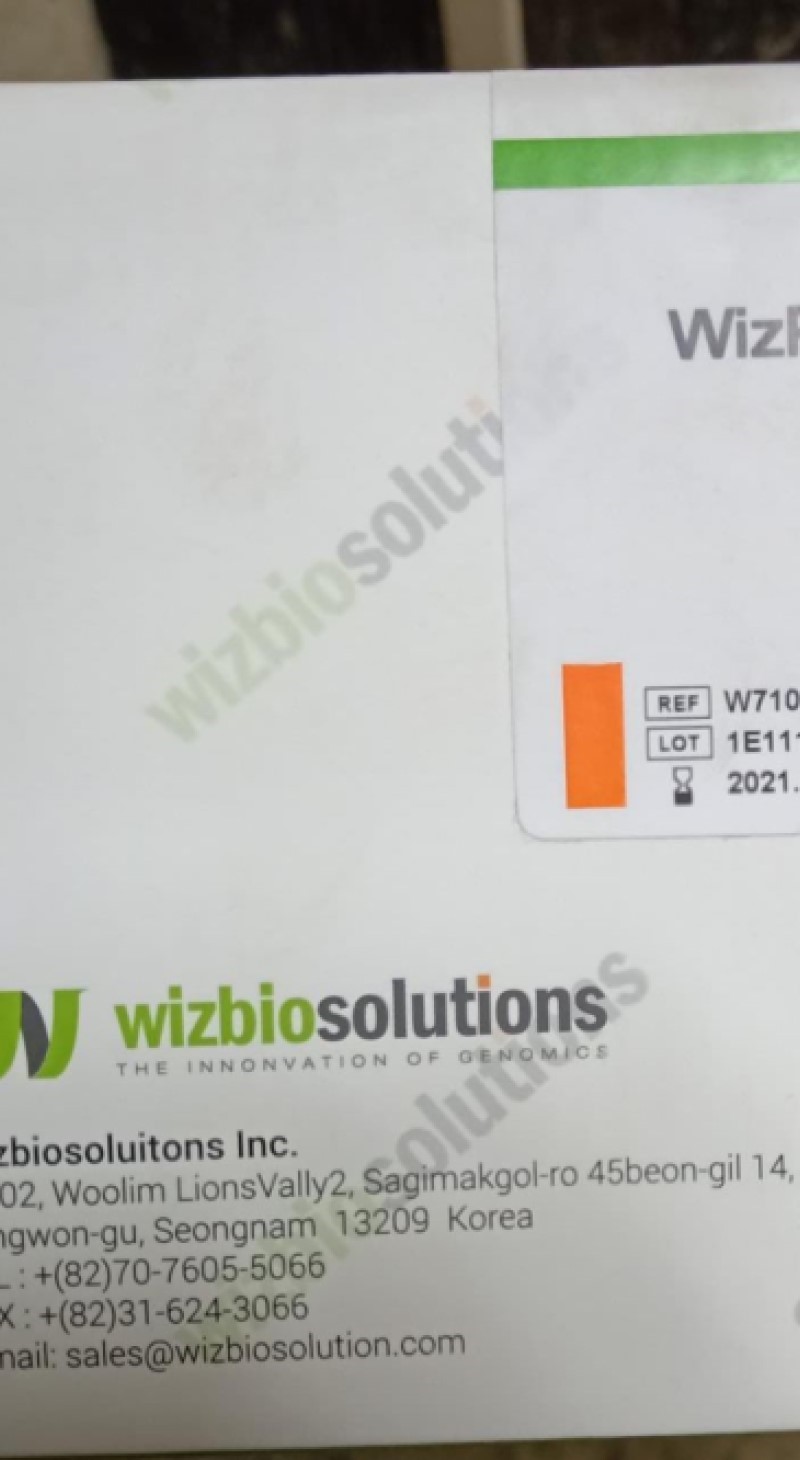 WizP
wizbiosolutions
REF W710
LOT 1E111
2021.
wizbiosolutions
THE INNONVATION OF GENOMICS
wizbiosolutions
zbiosoluitons Inc.
02, Woolim LionsVally2, Sagimakgol-ro 45beon-gil 14,
ngwon-gu, Seongnam 13209 Korea
L : +(82)70-7605-5066
X : +(82)31-624-3066
mail: sales@wizbiosolution.com